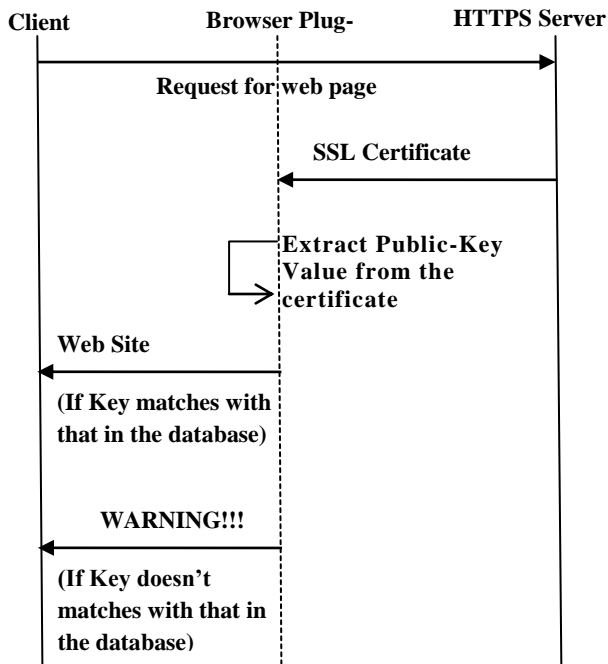 Client
Browser Plug-
HTTPS Server
Request for web page
SSL Certificate
Extract Public-Key
Value from the
certificate
Web Site
(If Key matches with
that in the database)
WARNING!!!
(If Key doesn't
matches with that in
the database)